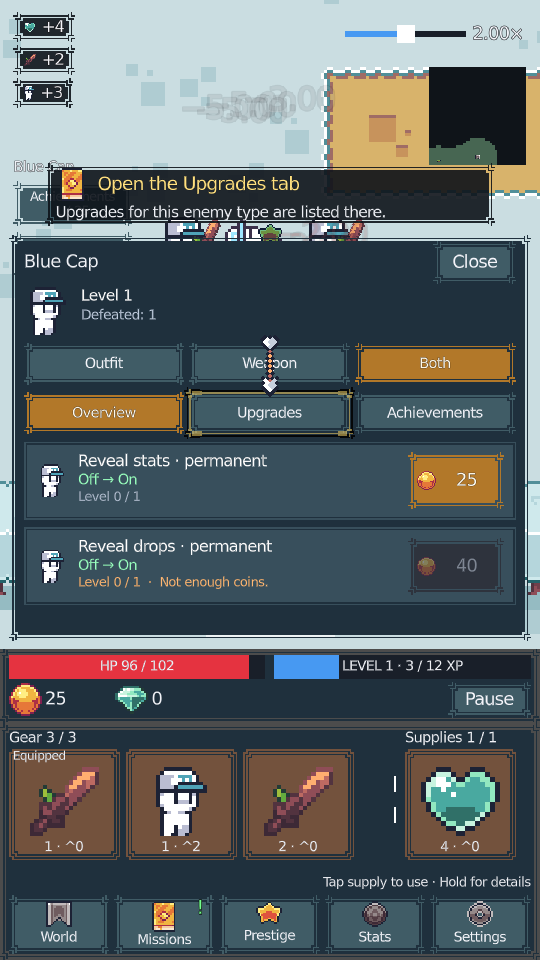 +4
+2
+3
2.00×
Blue Cap
Open the Upgrades tab
Upgrades for this enemy type are listed there.
Blue Cap
Close
Level 1
Defeated: 1
Outfit
Weapon
Both
Overview
Upgrades
Achievements
Reveal stats · permanent
Off → On
Level 0 / 1
25
Reveal drops · permanent
Off → On
Level 0 / 1 · Not enough coins.
40
HP 96 / 102
LEVEL 1 · 3 / 12 XP
25
0
Pause
Gear 3 / 3
Supplies 1 / 1
Equipped
1 · ^0
1 · ^2
2 · ^0
4 · ^0
Tap supply to use · Hold for details
World
Missions
!
Prestige
Stats
Settings